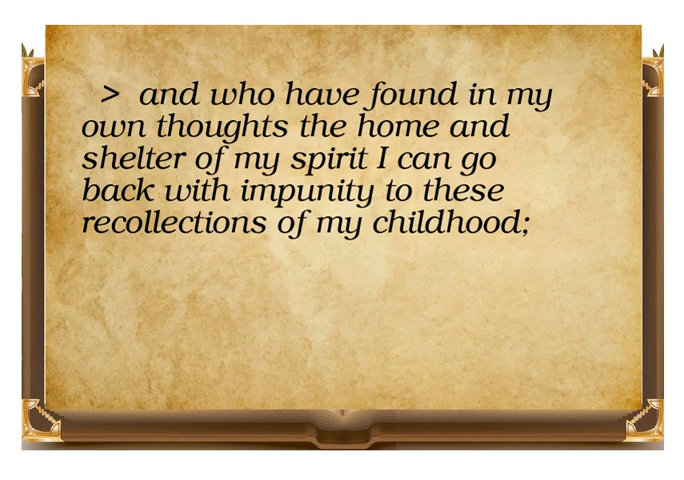 > and who have found in my
own thoughts the home and
shelter of my spirit I can go
back with impunity to these
recollections of my childhood;